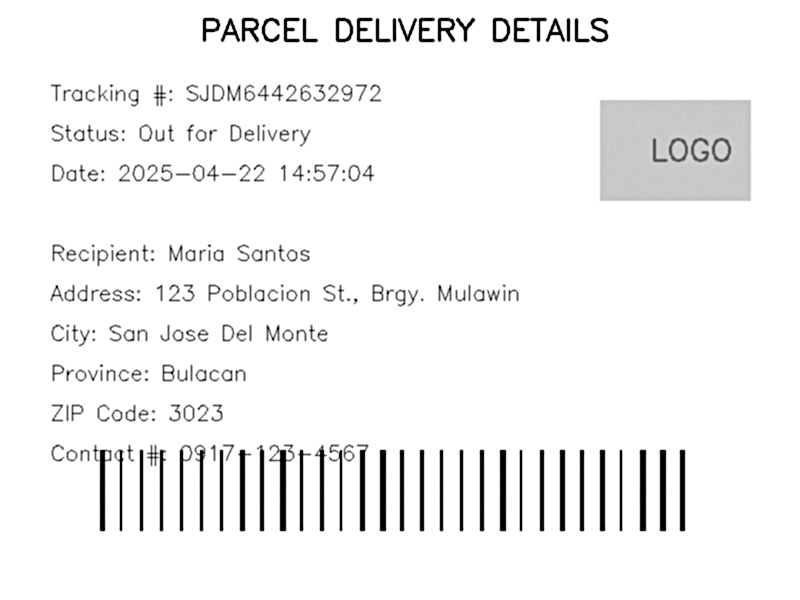 PARCEL DELIVERY DETAILS
Tracking #: SJDM6442632972
Status: Out for Delivery
Date: 2025-04-22 14:57:04
LOGO
Recipient: Maria Santos
Address: 123 Poblacion St., Brgy. Mulawin
City: San Jose Del Monte
Province: Bulacan
ZIP Code: 3023
Contact #: 0917-123-4567